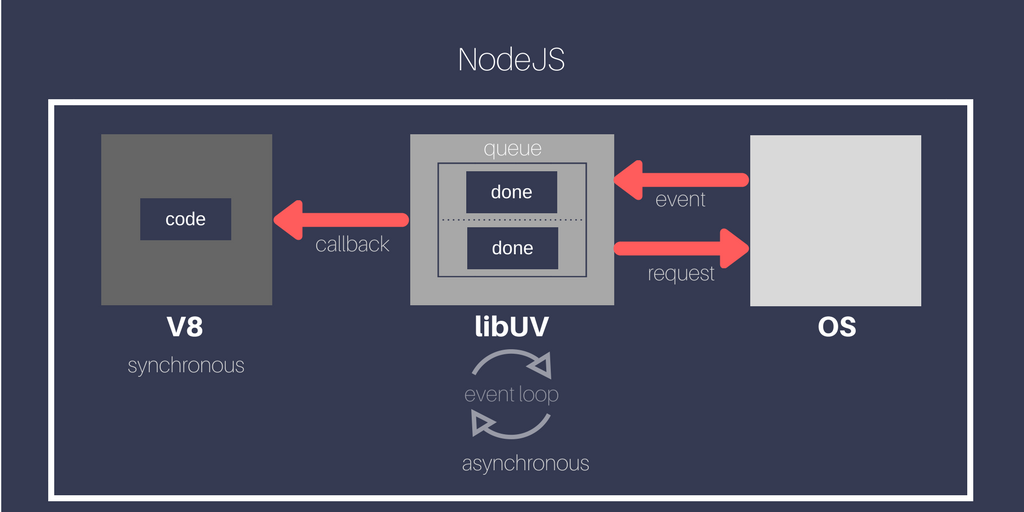 NodeJS
queue
done
done
code
callback
event
request
V8
libUV
OS
synchronous
event loop
asynchronous